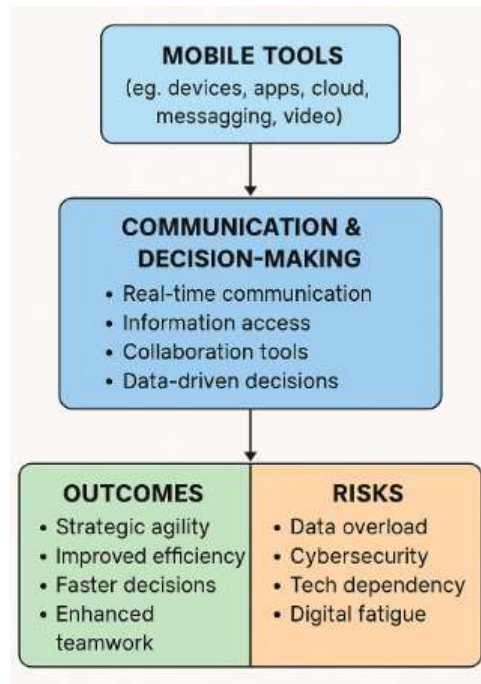 MOBILE TOOLS
(eg. devices, apps, cloud,
messagging, video)
COMMUNICATION &
DECISION-MAKING
• Real-time communication
• Information access
• Collaboration tools
• Data-driven decisions
OUTCOMES
• Strategic agility
• Improved efficiency
• Faster decisions
• Enhanced
teamwork
RISKS
• Data overload
• Cybersecurity
• Tech dependency
• Digital fatigue